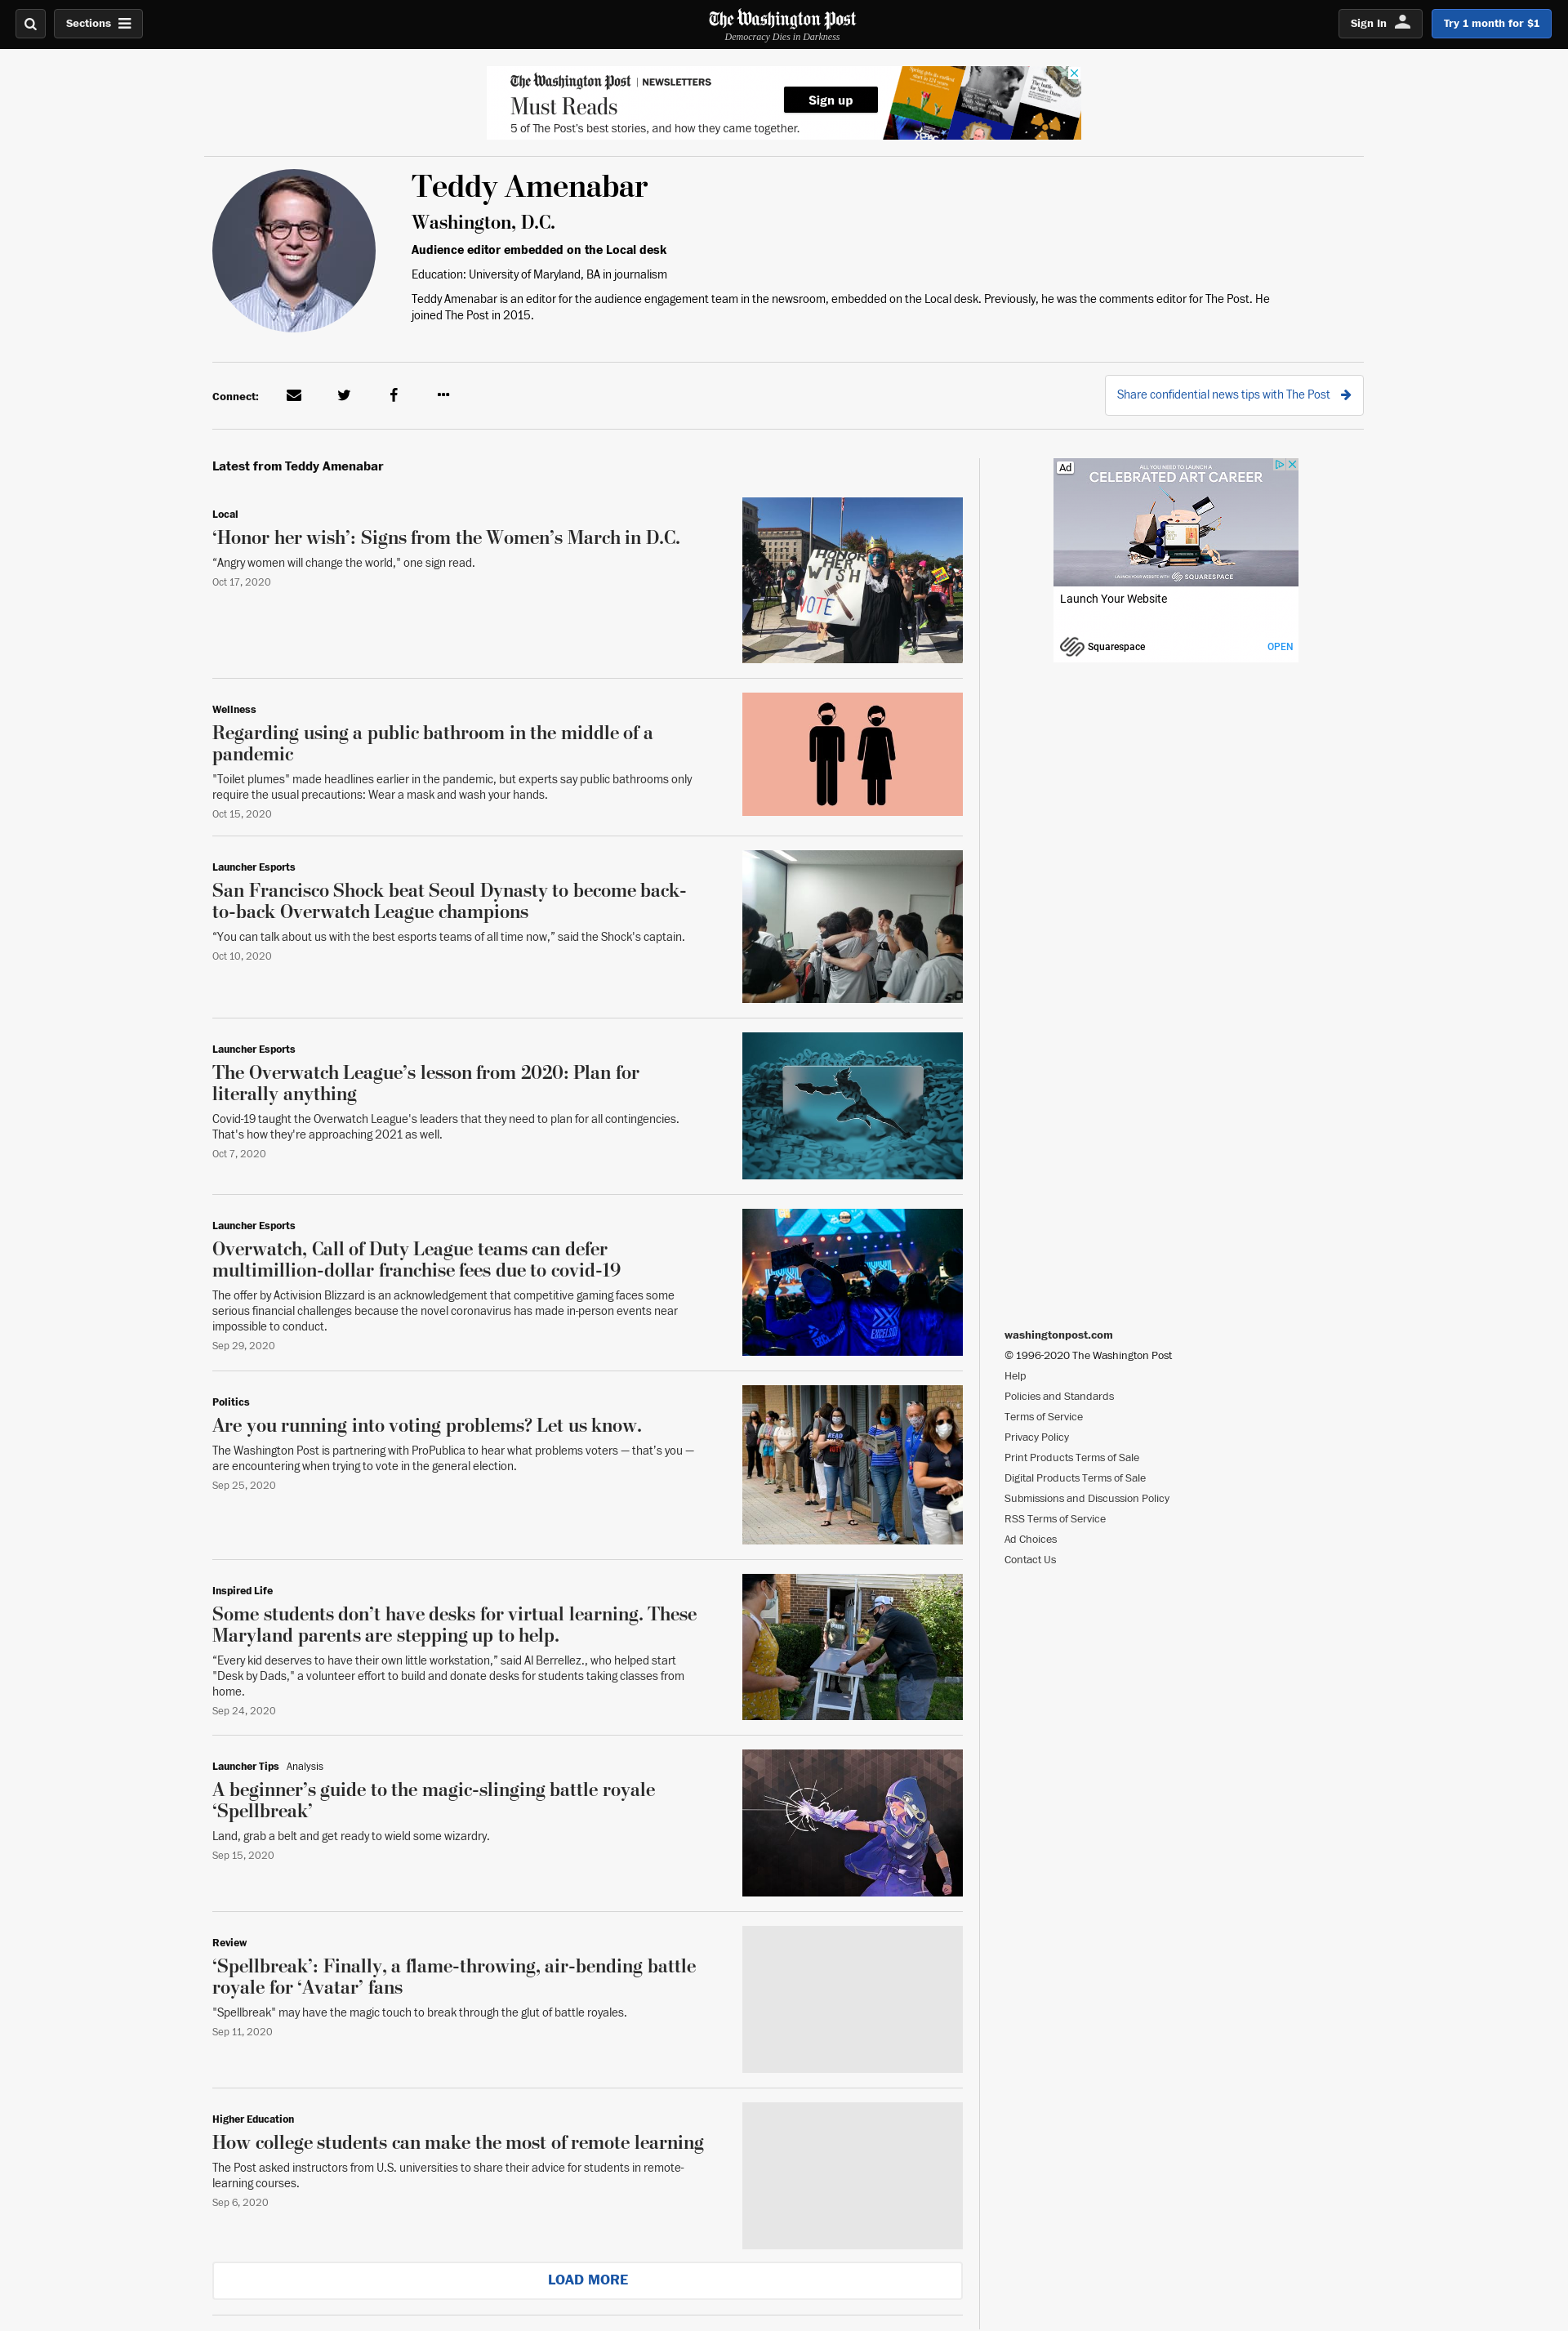 Sections
The Washington Post
Democracy Dies in Darkness
Sign In
Try 1 month for $1
The Washington Post | NEWSLETTERS
Must Reads
5 of The Post's best stories, and how they came together.
Sign up
Teddy Amenabar
Washington, D.C.
Audience editor embedded on the Local desk
Education: University of Maryland, BA in journalism
Teddy Amenabar is an editor for the audience engagement team in the newsroom, embedded on the Local desk. Previously, he was the comments editor for The Post. He
joined The Post in 2015.
Connect:
Share confidential news tips with The Post
Latest from Teddy Amenabar
Local
‘Honor her wish’: Signs from the Women’s March in D.C.
“Angry women will change the world," one sign read.
Oct 17, 2020
HONOR
HER
WISH
VOTE
Wellness
Regarding using a public bathroom in the middle of a
pandemic
"Toilet plumes" made headlines earlier in the pandemic, but experts say public bathrooms only
require the usual precautions: Wear a mask and wash your hands.
Oct 15, 2020
Launcher Esports
San Francisco Shock beat Seoul Dynasty to become back-
to-back Overwatch League champions
“You can talk about us with the best esports teams of all time now,” said the Shock's captain.
Oct 10, 2020
Launcher Esports
The Overwatch League’s lesson from 2020: Plan for
literally anything
Covid-19 taught the Overwatch League's leaders that they need to plan for all contingencies.
That's how they're approaching 2021 as well.
Oct 7, 2020
Launcher Esports
Overwatch, Call of Duty League teams can defer
multimillion-dollar franchise fees due to covid-19
The offer by Activision Blizzard is an acknowledgement that competitive gaming faces some
serious financial challenges because the novel coronavirus has made in-person events near
impossible to conduct.
Sep 29, 2020
EXCELSIOR
Politics
Are you running into voting problems? Let us know.
The Washington Post is partnering with ProPublica to hear what problems voters — that’s you —
are encountering when trying to vote in the general election.
Sep 25, 2020
Inspired Life
Some students don’t have desks for virtual learning. These
Maryland parents are stepping up to help.
“Every kid deserves to have their own little workstation,” said Al Berrellez., who helped start
"Desk by Dads," a volunteer effort to build and donate desks for students taking classes from
home.
Sep 24, 2020
Launcher Tips Analysis
A beginner’s guide to the magic-slinging battle royale
‘Spellbreak’
Land, grab a belt and get ready to wield some wizardry.
Sep 15, 2020
Review
‘Spellbreak’: Finally, a flame-throwing, air-bending battle
royale for ‘Avatar’ fans
"Spellbreak" may have the magic touch to break through the glut of battle royales.
Sep 11, 2020
Higher Education
How college students can make the most of remote learning
The Post asked instructors from U.S. universities to share their advice for students in remote-
learning courses.
Sep 6, 2020
LOAD MORE
Ad
ALL YOU NEED TO LAUNCH A
CELEBRATED ART CAREER
LAUNCH YOUR WEBSITE WITH SQUARESPACE
Launch Your Website
Squarespace
OPEN
washingtonpost.com
© 1996-2020 The Washington Post
Help
Policies and Standards
Terms of Service
Privacy Policy
Print Products Terms of Sale
Digital Products Terms of Sale
Submissions and Discussion Policy
RSS Terms of Service
Ad Choices
Contact Us